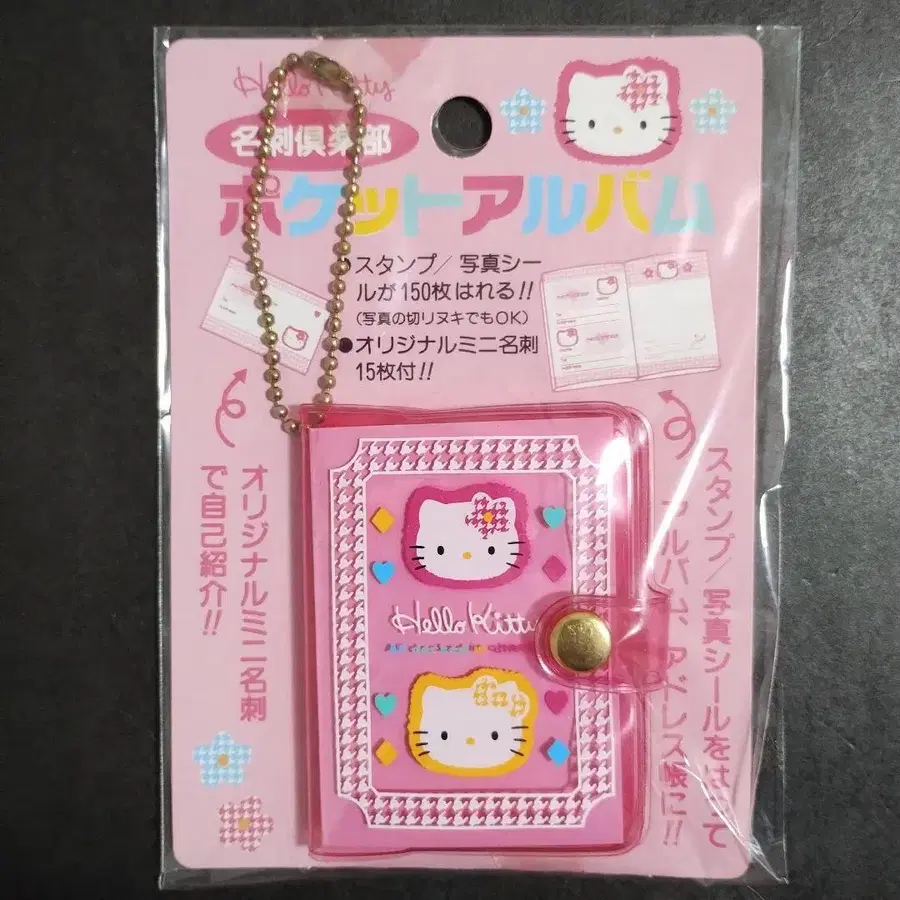 Hello Kitty
名刺倶楽部
ポケットアルバム
●スタンプ/写真シー
ルが150枚はれる!!
(写真の切リヌキでもOK)
●オリジナルミニ名刺
15枚付!!
オリジナルミニ名刺
で自己紹介!!
スタンプ/写真シールをはって
アルバム、アドレス帳に!!
Hello Kitty